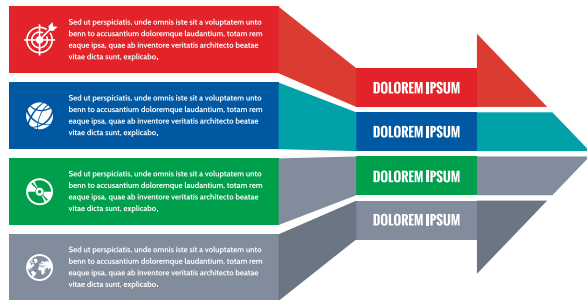 Sed ut perspiciatis, unde omnis iste sit a voluptatem unto
benn to accusantium doloremque laudantium, totam rem
eaque ipsa, quae ab inventore veritatis architecto beatae
vitae dicta sunt, explicabo,
DOLOREM IPSUM
Sed ut perspiciatis, unde omnis iste sit a voluptatem unto
benn to accusantium doloremque laudantium, totam rem
eaque ipsa, quae ab inventore veritatis architecto beatae
vitae dicta sunt, explicabo,
DOLOREM IPSUM
Sed ut perspiciatis, unde omnis iste sit a voluptatem unto
benn to accusantium doloremque laudantium, totam rem
eaque ipsa, quae ab inventore veritatis architecto beatae
vitae dicta sunt, explicabo,
DOLOREM IPSUM
Sed ut perspiciatis, unde omnis iste sit a voluptatem unto
benn to accusantium doloremque laudantium, totam rem
eaque ipsa, quae ab inventore veritatis architecto beatae
vitae dicta sunt, explicabo.
DOLOREM IPSUM